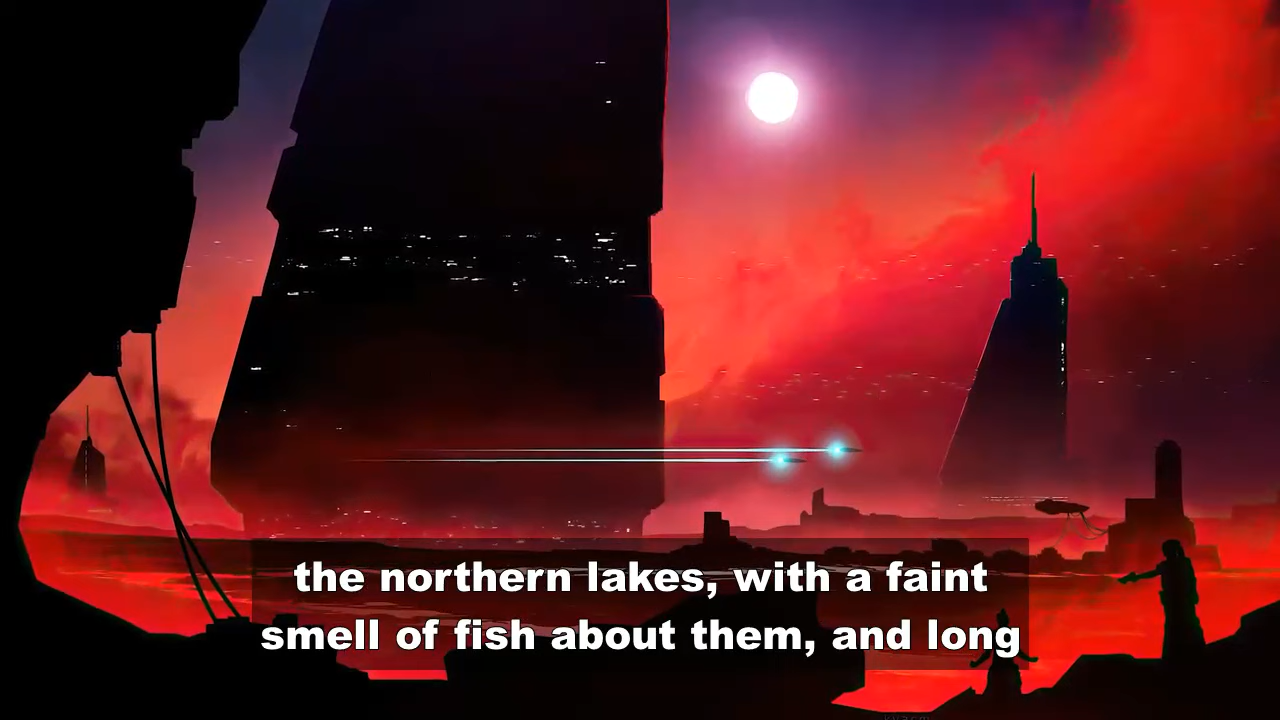 the northern lakes, with a faint
smell of fish about them, and long